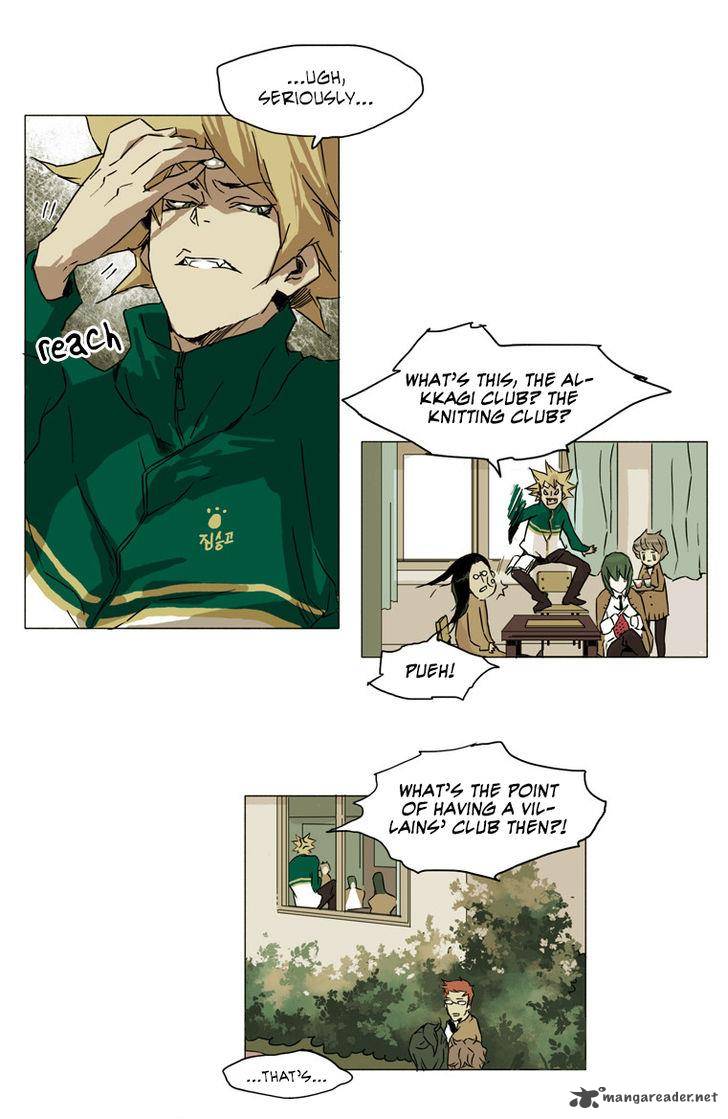 ...UGH,
SERIOUSLY...
reach
짐승고
WHAT'S THIS, THE AL-
KKAGI CLUB? THE
KNITTING CLUB?
PUEH!
WHAT'S THE POINT
OF HAVING A VIL-
LAINS' CLUB THEN?!
...THAT'S...
mangareader.net